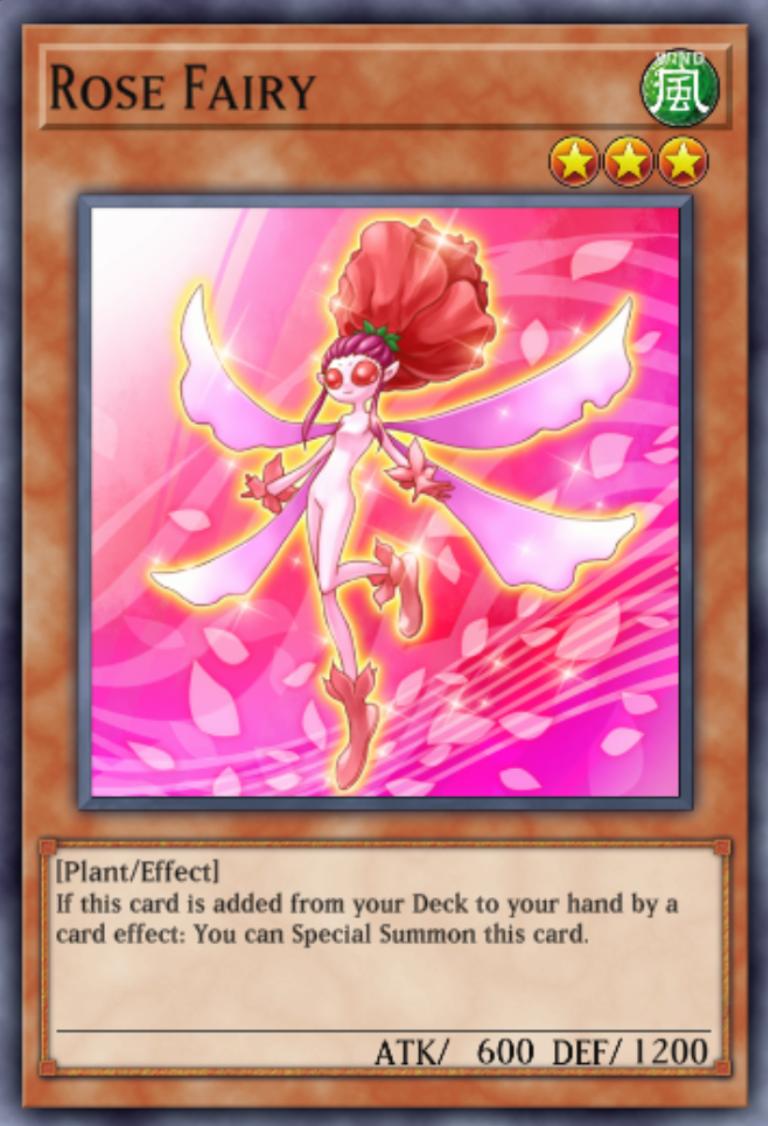 Rose Fairy
WIND
風
[Plant/Effect]
If this card is added from your Deck to your hand by a
card effect: You can Special Summon this card.
ATK/ 600 DEF/ 1200